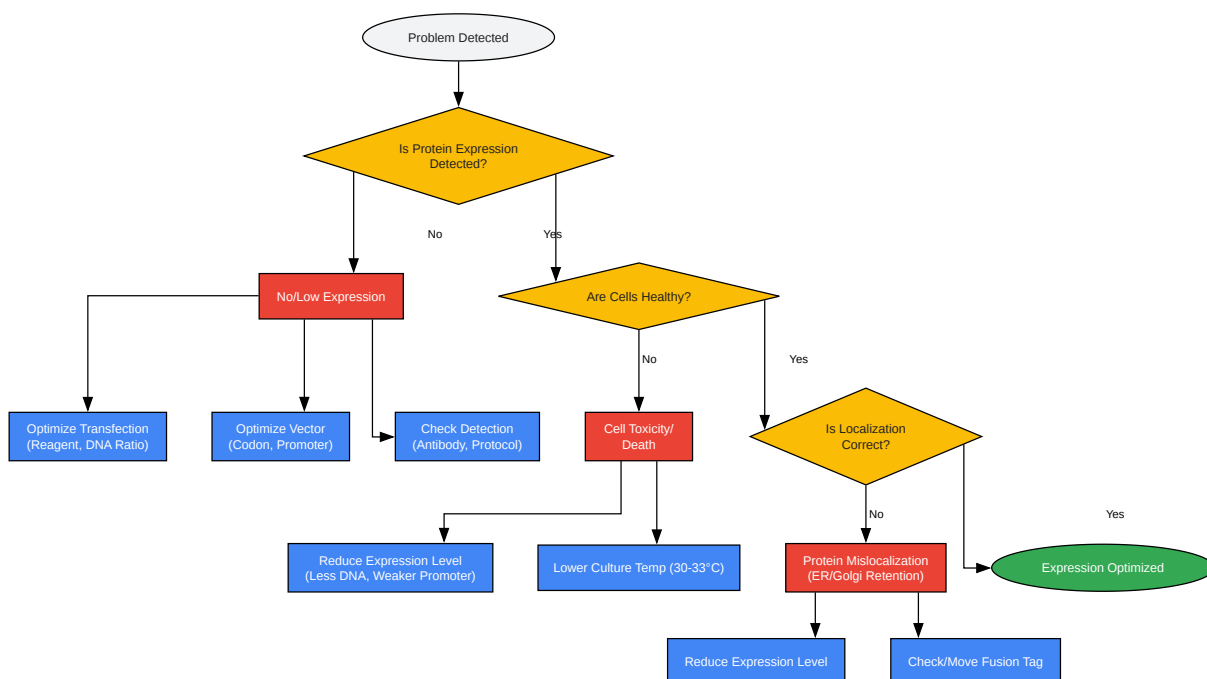 Problem Detected
Is Protein Expression
Detected?
No
Yes
No/Low Expression
Are Cells Healthy?
No
Yes
Optimize Transfection
(Reagent, DNA Ratio)
Optimize Vector
(Codon, Promoter)
Check Detection
(Antibody, Protocol)
Cell Toxicity/
Death
Is Localization
Correct?
No
Yes
Reduce Expression Level
(Less DNA, Weaker Promoter)
Lower Culture Temp (30-33°C)
Protein Mislocalization
(ER/Golgi Retention)
Expression Optimized
Reduce Expression Level
Check/Move Fusion Tag